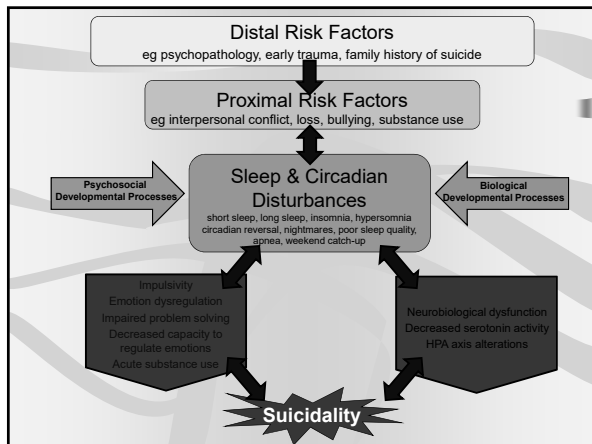 Distal Risk Factors
eg psychopathology, early trauma, family history of suicide
Proximal Risk Factors
eg interpersonal conflict, loss, bullying, substance use
Psychosocial
Developmental Processes
Sleep & Circadian
Disturbances
short sleep, long sleep, insomnia, hypersomnia
circadian reversal, nightmares, poor sleep quality,
apnea, weekend catch-up
Biological
Developmental Processes
Impulsivity
Emotion dysregulation
Impaired problem solving
Decreased capacity to
regulate emotions
Acute substance use
Neurobiological dysfunction
Decreased serotonin activity
HPA axis alterations
Suicidality